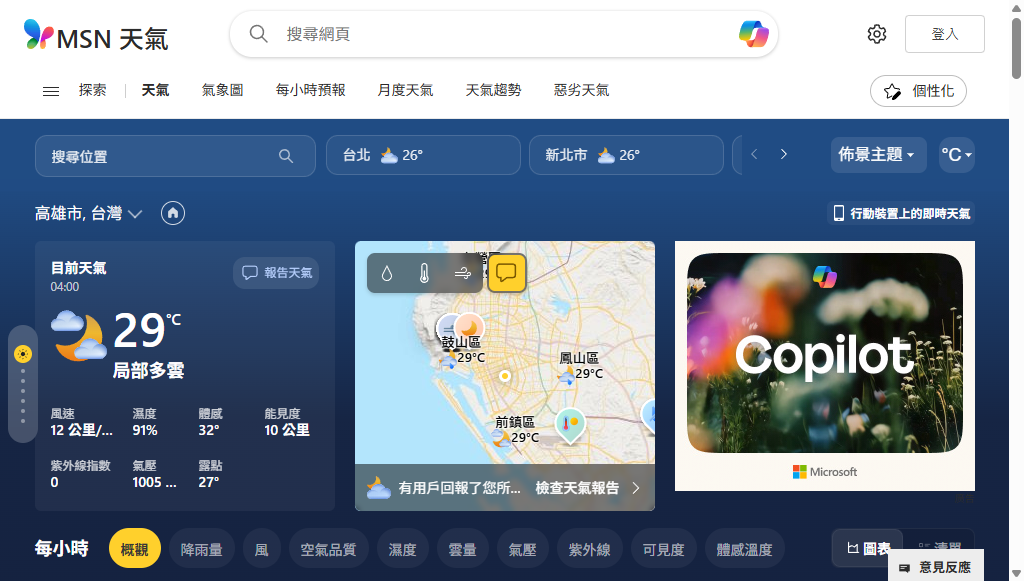 MSN 天氣
搜尋網頁
登入
探索
天氣
氣象圖
每小時預報
月度天氣
天氣趨勢
惡劣天氣
個性化
搜尋位置
台北 26°
新北市 26°
佈景主題
°C
高雄市, 台灣
行動裝置上的即時天氣
目前天氣
04:00
報告天氣
29°C
局部多雲
風速
12 公里/...
濕度
91%
體感
32°
能見度
10 公里
紫外線指數
0
氣壓
1005 ...
露點
27°
鼓山區
29°C
鳳山區
29°C
前鎮區
29°C
有用戶回報了您所...
檢查天氣報告
Copilot
Microsoft
每小時
概觀
降雨量
風
空氣品質
濕度
雲量
氣壓
紫外線
可見度
體感溫度
圖表
清單
意見反應